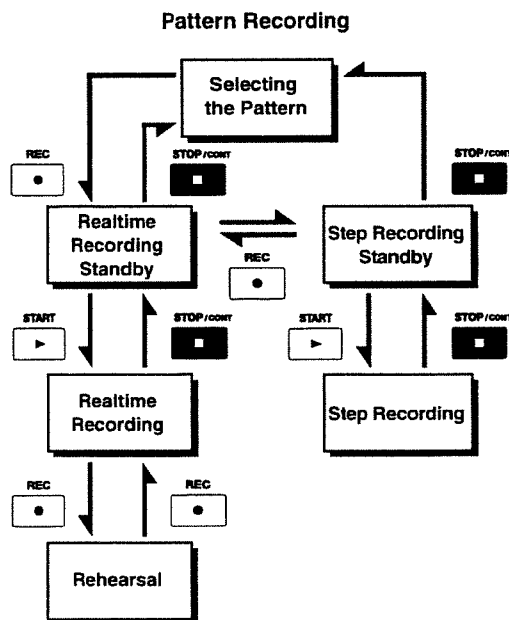 Pattern Recording
Selecting
the Pattern
REC
STOP/CONT
STOP/CONT
Realtime
Recording
Standby
REC
Step Recording
Standby
START
STOP/CONT
START
STOP/CONT
Realtime
Recording
Step Recording
REC
REC
Rehearsal